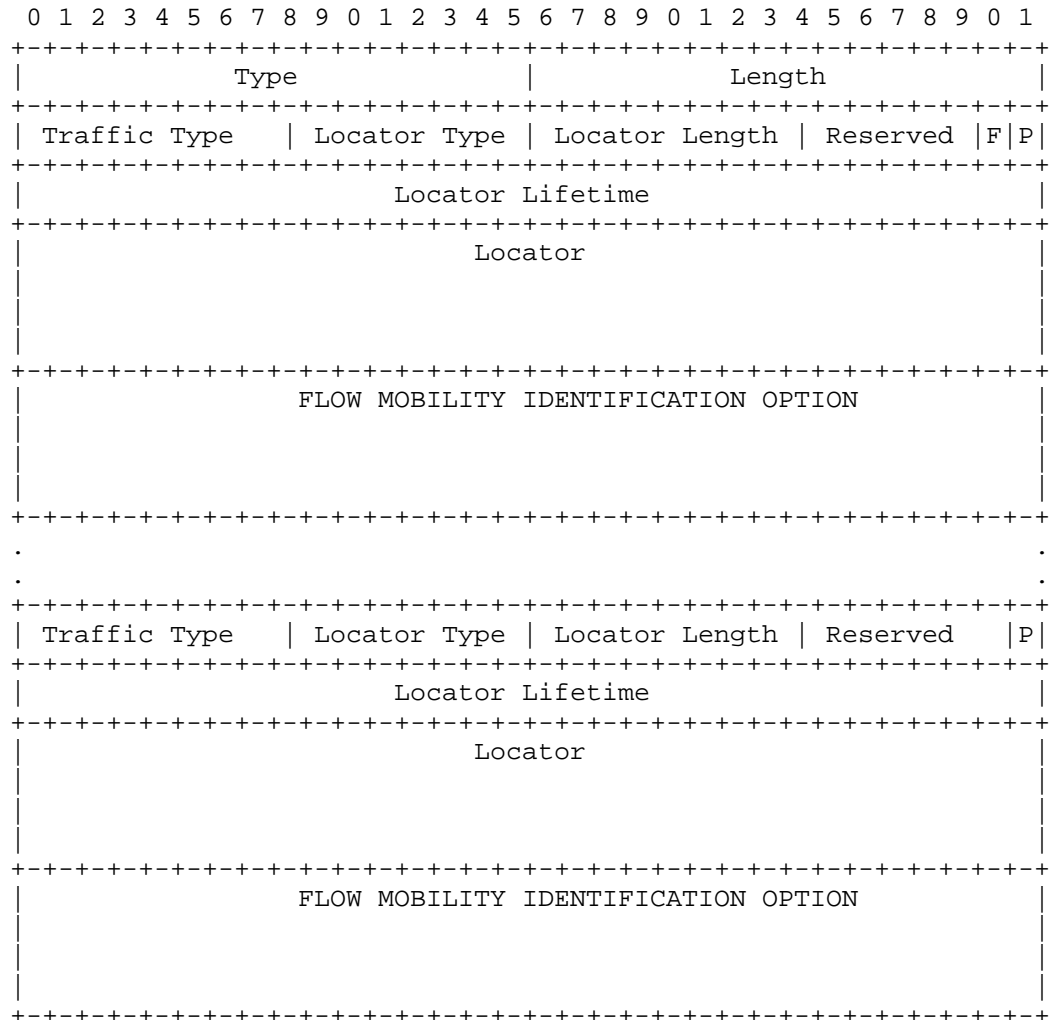 0 1 2 3 4 5 6 7 8 9 0 1 2 3 4 5 6 7 8 9 0 1 2 3 4 5 6 7 8 9 0 1
+-+-+-+-+-+-+-+-+-+-+-+-+-+-+-+-+-+-+-+-+-+-+-+-+-+-+-+-+-+-+-+-+
|             Type              |            Length             |
+-+-+-+-+-+-+-+-+-+-+-+-+-+-+-+-+-+-+-+-+-+-+-+-+-+-+-+-+-+-+-+-+
| Traffic Type   | Locator Type | Locator Length | Reserved |F|P|
+-+-+-+-+-+-+-+-+-+-+-+-+-+-+-+-+-+-+-+-+-+-+-+-+-+-+-+-+-+-+-+-+
|                       Locator Lifetime                        |
+-+-+-+-+-+-+-+-+-+-+-+-+-+-+-+-+-+-+-+-+-+-+-+-+-+-+-+-+-+-+-+-+
|                            Locator                            |
|                                                               |
|                                                               |
|                                                               |
+-+-+-+-+-+-+-+-+-+-+-+-+-+-+-+-+-+-+-+-+-+-+-+-+-+-+-+-+-+-+-+-+
|                 FLOW MOBILITY IDENTIFICATION OPTION           |
|                                                               |
|                                                               |
|                                                               |
+-+-+-+-+-+-+-+-+-+-+-+-+-+-+-+-+-+-+-+-+-+-+-+-+-+-+-+-+-+-+-+-+
.                                                               .
.                                                               .
+-+-+-+-+-+-+-+-+-+-+-+-+-+-+-+-+-+-+-+-+-+-+-+-+-+-+-+-+-+-+-+-+
| Traffic Type   | Locator Type | Locator Length | Reserved   |P|
+-+-+-+-+-+-+-+-+-+-+-+-+-+-+-+-+-+-+-+-+-+-+-+-+-+-+-+-+-+-+-+-+
|                       Locator Lifetime                        |
+-+-+-+-+-+-+-+-+-+-+-+-+-+-+-+-+-+-+-+-+-+-+-+-+-+-+-+-+-+-+-+-+
|                            Locator                            |
|                                                               |
|                                                               |
|                                                               |
+-+-+-+-+-+-+-+-+-+-+-+-+-+-+-+-+-+-+-+-+-+-+-+-+-+-+-+-+-+-+-+-+
|                 FLOW MOBILITY IDENTIFICATION OPTION           |
|                                                               |
|                                                               |
|                                                               |
+-+-+-+-+-+-+-+-+-+-+-+-+-+-+-+-+-+-+-+-+-+-+-+-+-+-+-+-+-+-+-+-+